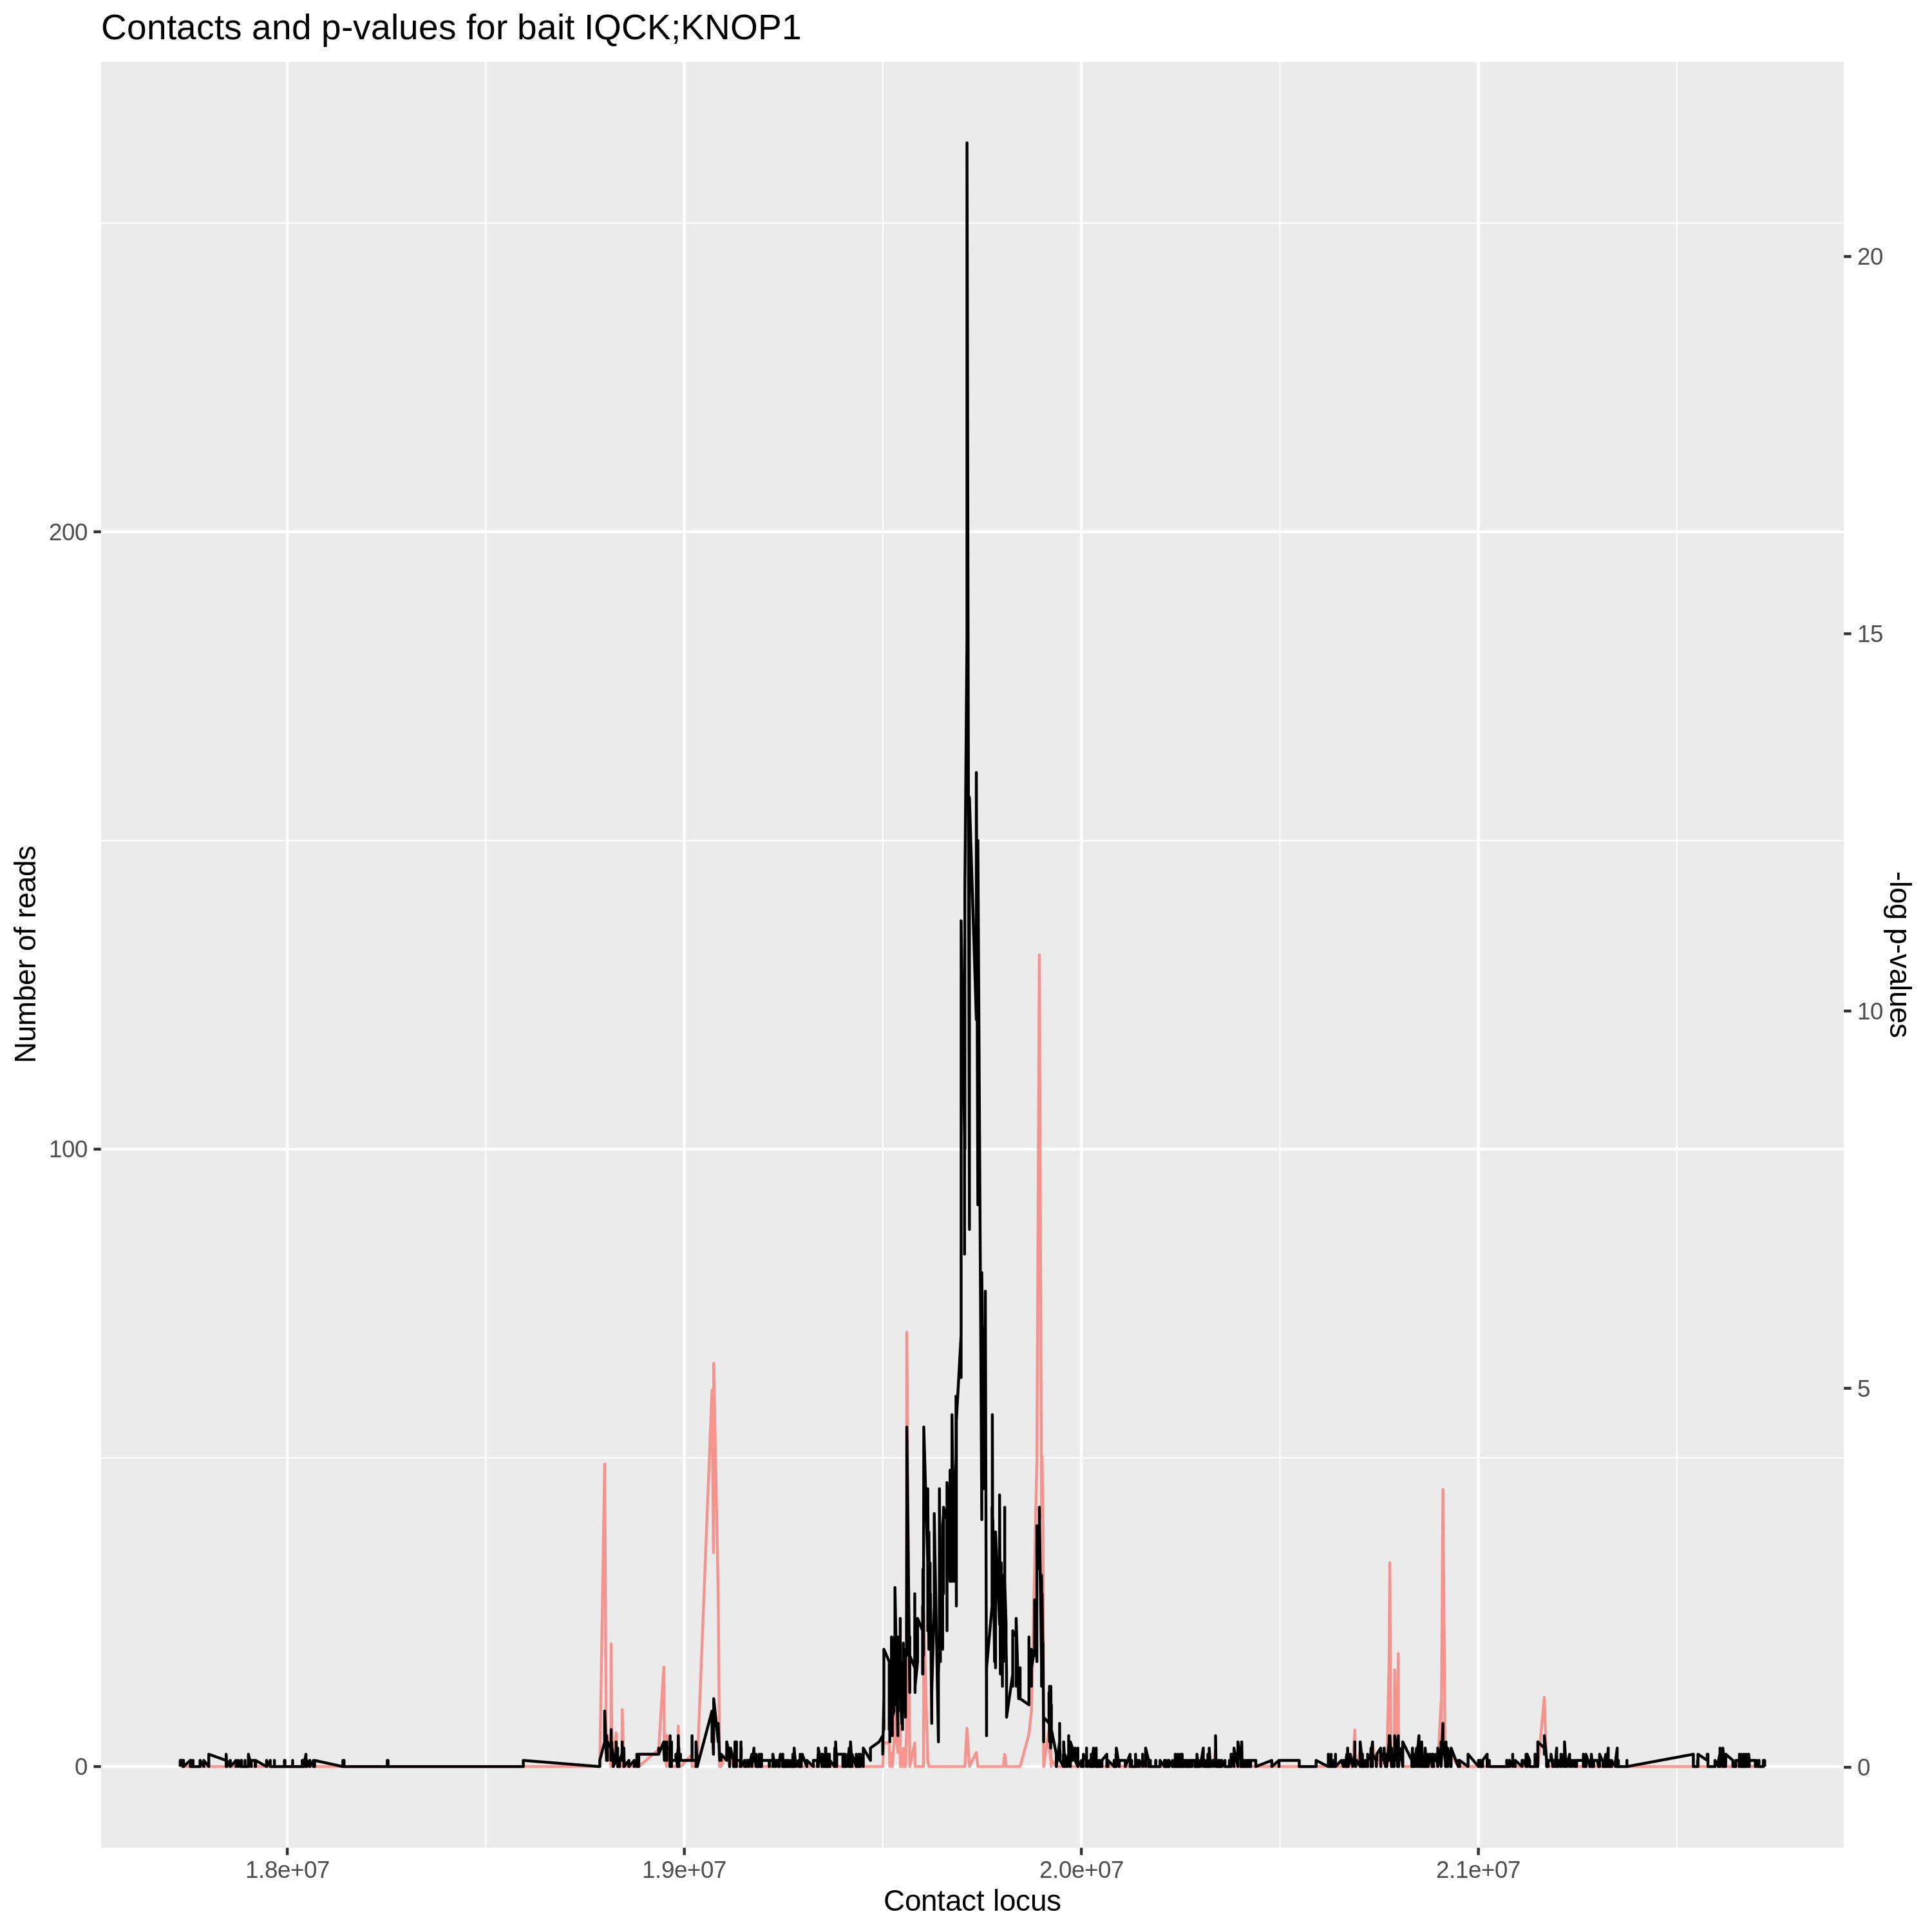 Contacts and p-values for bait IQCK;KNOP1
Number of reads
200
100
0
20
15
10
5
0
-log p-values
1.8e+07
1.9e+07
2.0e+07
2.1e+07
Contact locus